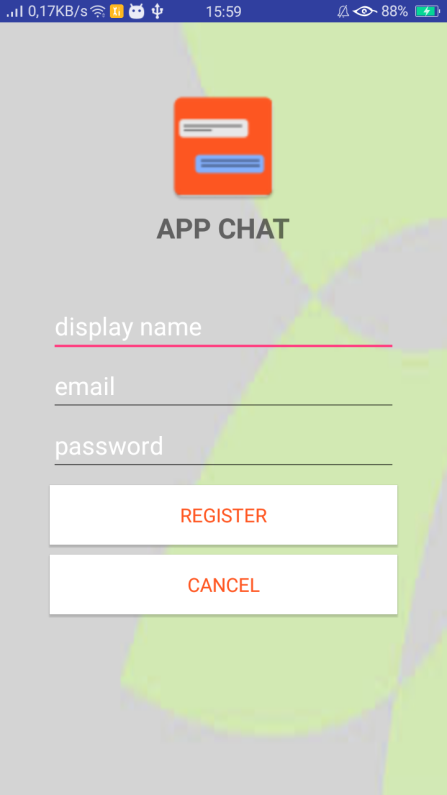 0,17KB/s 15:59 88%
APP CHAT
display name
email
password
REGISTER
CANCEL